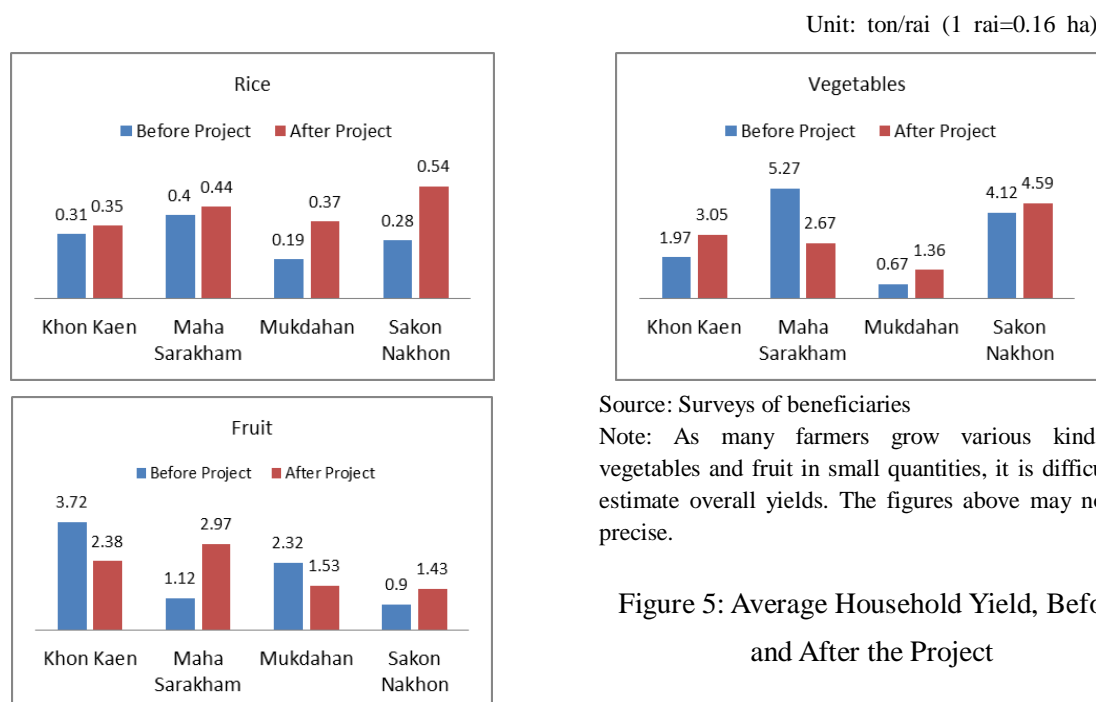 Unit: ton/rai (1 rai=0.16 ha)
Rice
Before Project After Project
0.31 0.35 0.4 0.44 0.19 0.37 0.28 0.54
Khon Kaen Maha Mukdahan Sakon
Sarakham Nakhon
Vegetables
Before Project After Project
1.97 3.05 5.27 2.67 0.67 1.36 4.12 4.59
Khon Kaen Maha Mukdahan Sakon
Sarakham Nakhon
Fruit
Before Project After Project
3.72 2.38 1.12 2.97 2.32 1.53 0.9 1.43
Khon Kaen Maha Mukdahan Sakon
Sarakham Nakhon
Source: Surveys of beneficiaries
Note: As many farmers grow various kind
vegetables and fruit in small quantities, it is difficu
estimate overall yields. The figures above may no
precise.
Figure 5: Average Household Yield, Befo
and After the Project